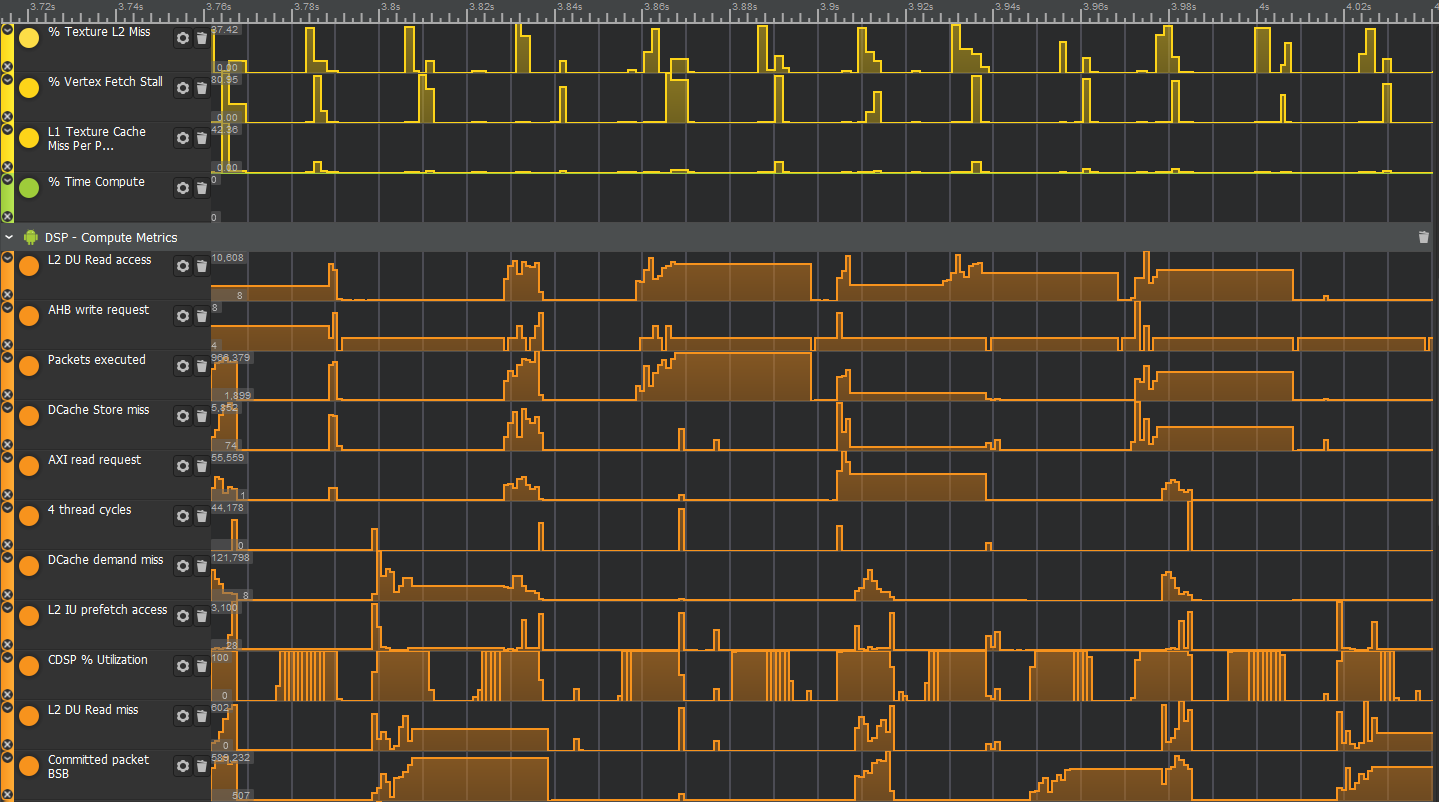 3.72s 3.74s 3.76s 3.78s 3.8s 3.82s 3.84s 3.86s 3.88s 3.9s 3.92s 3.94s 3.96s 3.98s 4s 4.02s
% Texture L2 Miss
37.42
0.00
% Vertex Fetch Stall
80.95
0.00
L1 Texture Cache
Miss Per P...
42.36
0.00
% Time Compute
0
0
DSP - Compute Metrics
L2 DU Read access
10,608
8
AHB write request
8
4
Packets executed
1,899
DCache Store miss
5,852
74
AXI read request
55,559
1
4 thread cycles
44,178
0
DCache demand miss
121,798
8
L2 IU prefetch access
3,100
28
CDSP % Utilization
100
0
L2 DU Read miss
602
0
Committed packet
BSB
589,232
507